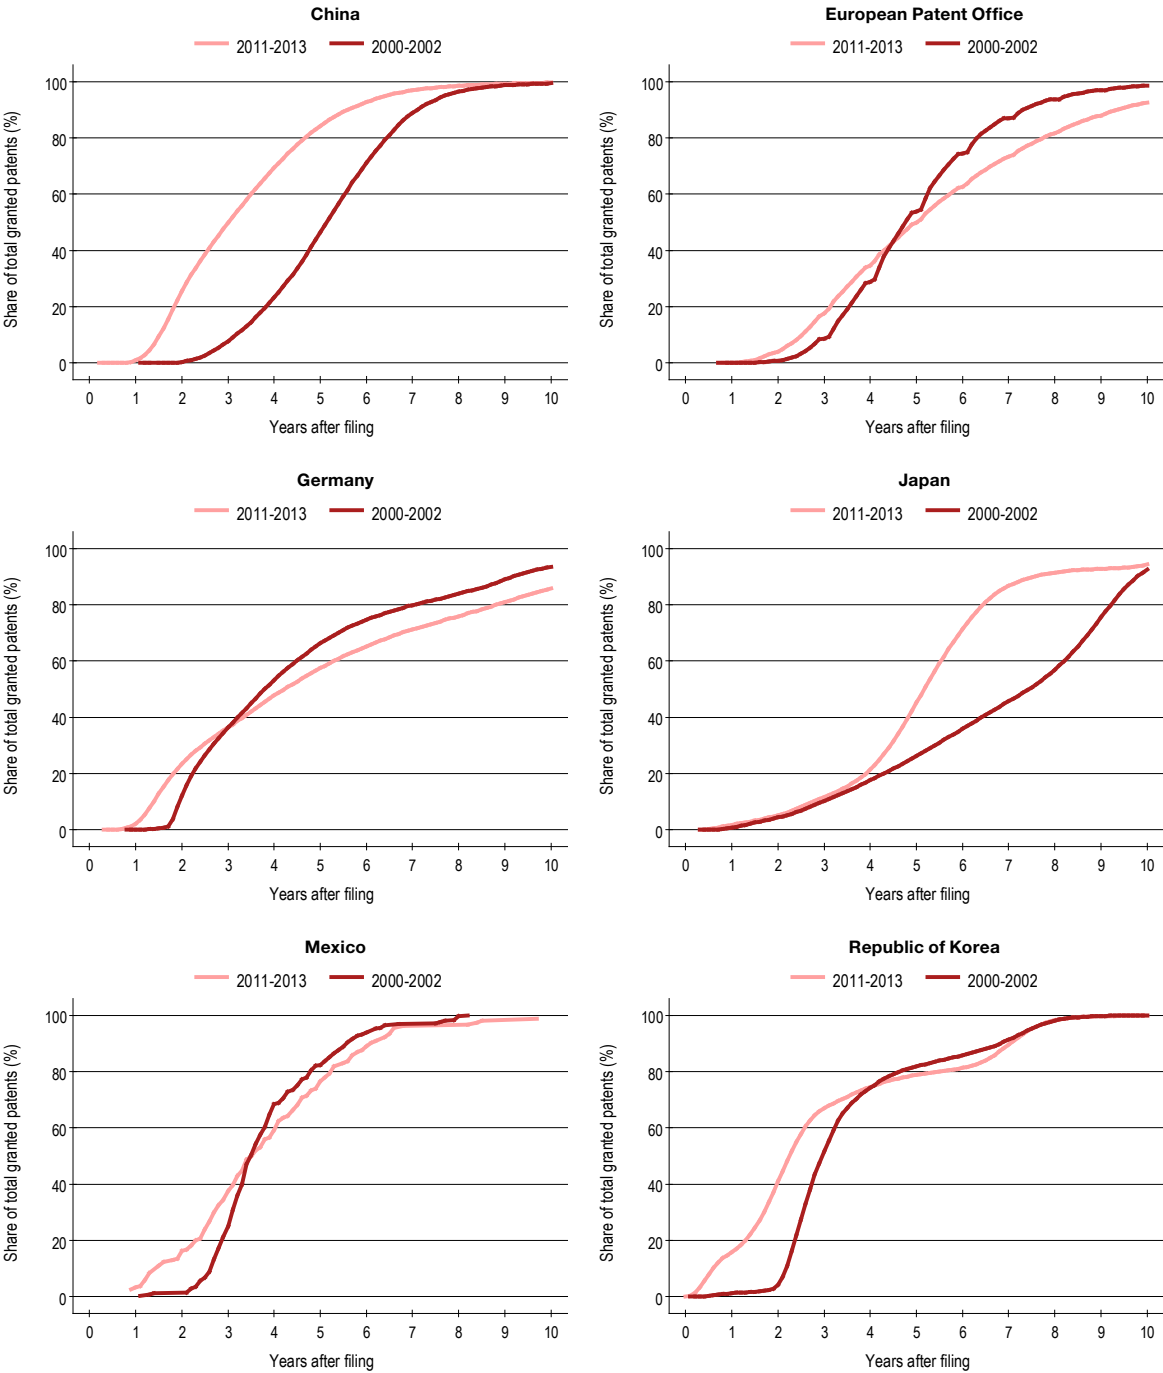 China
2011-2013 2000-2002
Share of total granted patents (%)
100
80
60
40
20
0
0 1 2 3 4 5 6 7 8 9 10
Years after filing
European Patent Office
2011-2013 2000-2002
Share of total granted patents (%)
100
80
60
40
20
0
0 1 2 3 4 5 6 7 8 9 10
Years after filing
Germany
2011-2013 2000-2002
Share of total granted patents (%)
100
80
60
40
20
0
0 1 2 3 4 5 6 7 8 9 10
Years after filing
Japan
2011-2013 2000-2002
Share of total granted patents (%)
100
80
60
40
20
0
0 1 2 3 4 5 6 7 8 9 10
Years after filing
Mexico
2011-2013 2000-2002
Share of total granted patents (%)
100
80
60
40
20
0
0 1 2 3 4 5 6 7 8 9 10
Years after filing
Republic of Korea
2011-2013 2000-2002
Share of total granted patents (%)
100
80
60
40
20
0
0 1 2 3 4 5 6 7 8 9 10
Years after filing